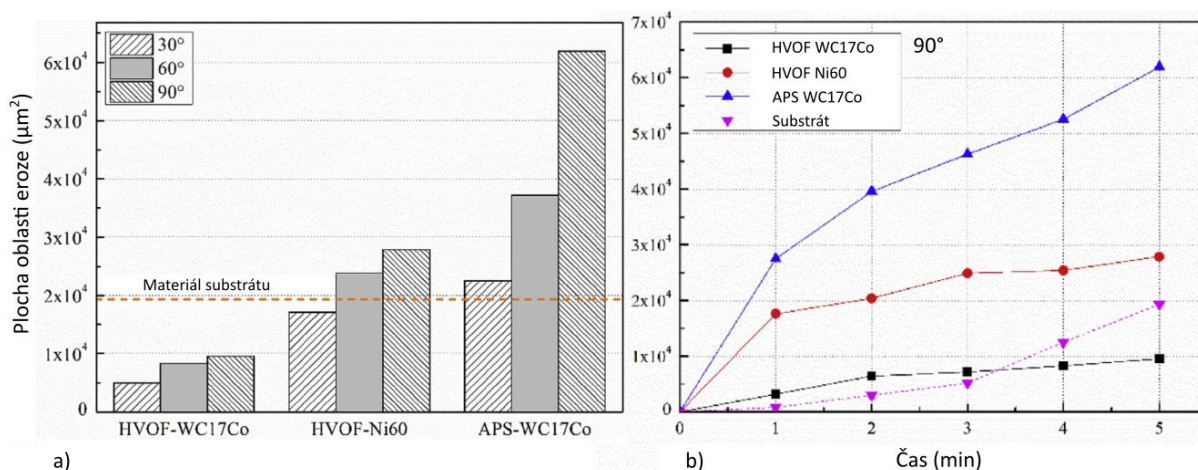 Plocha oblasti eroze (µm²)
6x10⁴
5x10⁴
4x10⁴
3x10⁴
2x10⁴
1x10⁴
0
30°
60°
90°
Materiál substrátu
HVOF-WC17Co
HVOF-Ni60
APS-WC17Co
a)
7x10⁴
6x10⁴
5x10⁴
4x10⁴
3x10⁴
2x10⁴
1x10⁴
0
HVOF WC17Co
HVOF Ni60
APS WC17Co
Substrát
90°
0
1
2
3
4
5
b)
Čas (min)